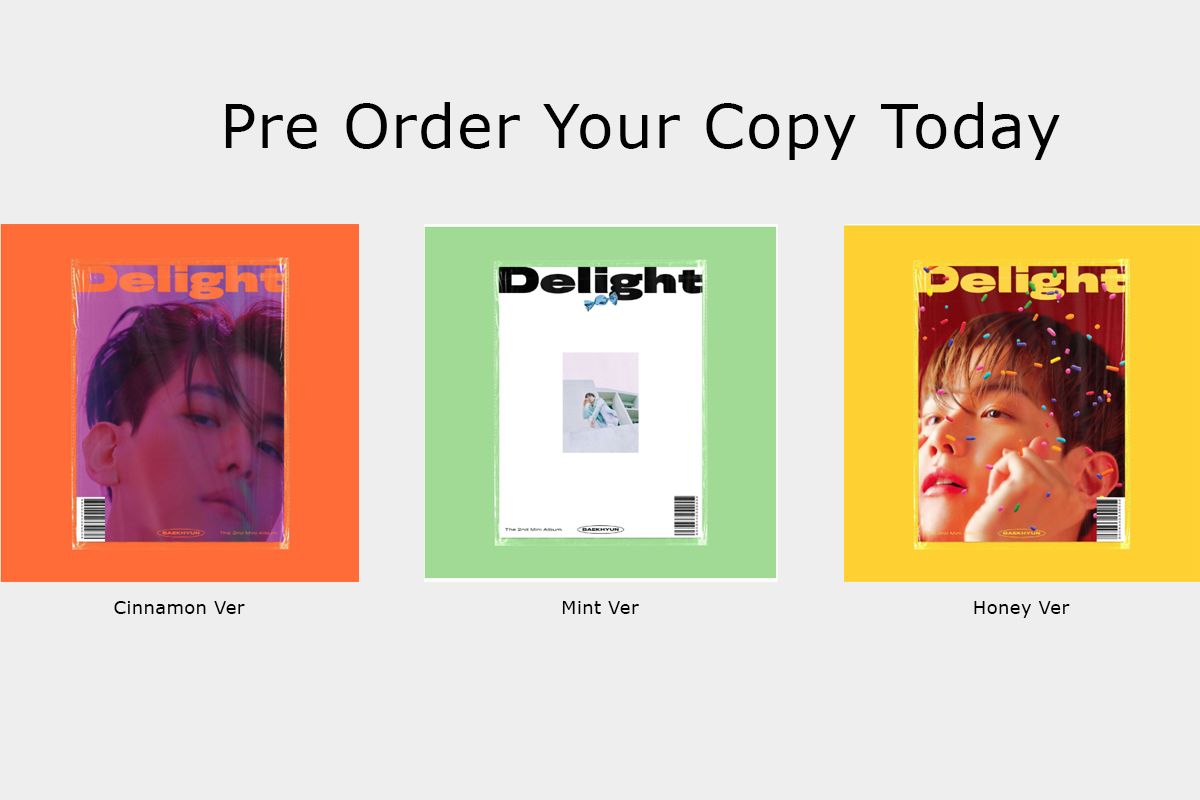 Pre Order Your Copy Today
Delight
BAEKHYUN
The 2nd Mini Album
Delight
The 2nd Mini Album
BAEKHYUN
Delight
The 2nd Mini
BAEKHYUN
Cinnamon Ver
Mint Ver
Honey Ver